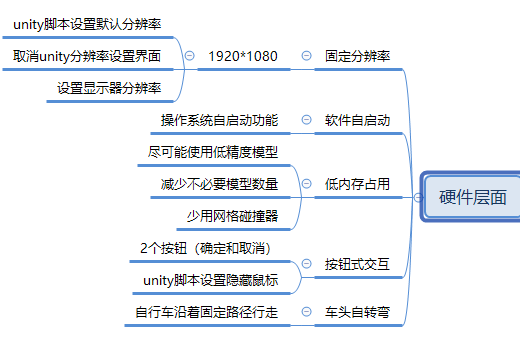 unity脚本设置默认分辨率
取消unity分辨率设置界面
1920*1080
固定分辨率
设置显示器分辨率
操作系统自启动功能
软件自启动
尽可能使用低精度模型
减少不必要模型数量
低内存占用
硬件层面
少用网格碰撞器
2个按钮（确定和取消）
按钮式交互
unity脚本设置隐藏鼠标
自行车沿着固定路径行走
车头自转弯